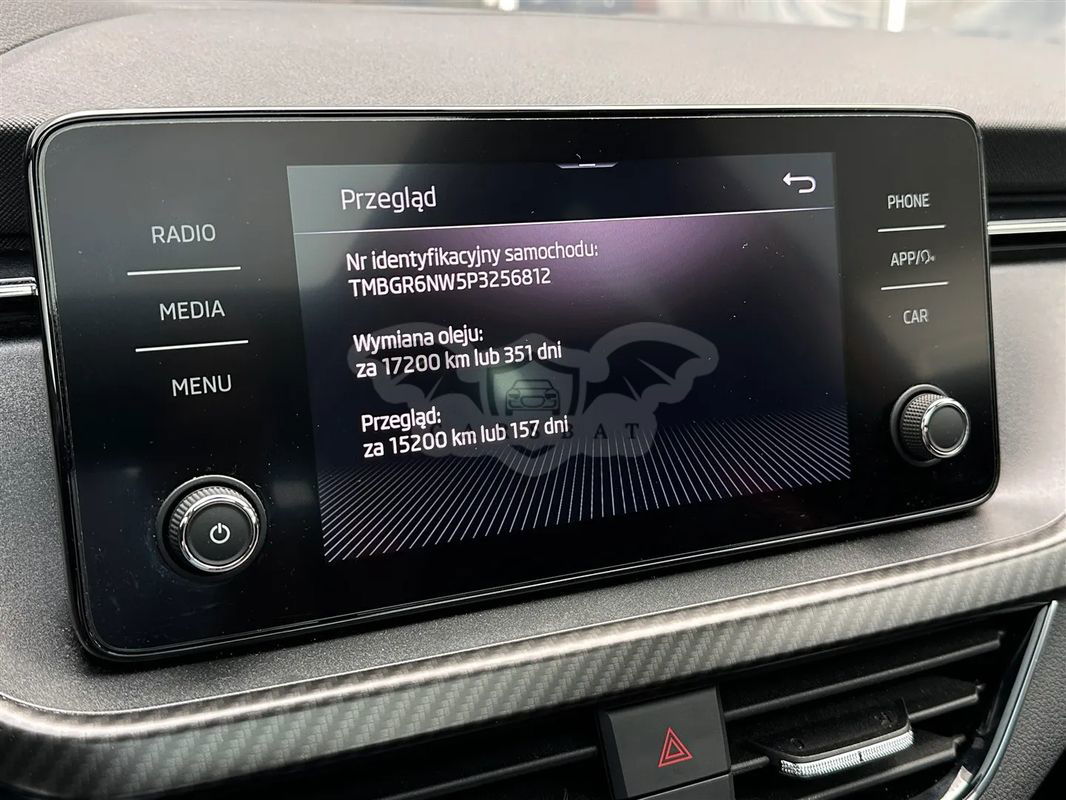 RADIO
MEDIA
MENU
Przegląd
Nr identyfikacyjny samochodu:
TMBGR6NW5P3256812
Wymiana oleju:
za 17200 km lub 351 dni
Przegląd:
za 15200 km lub 157 dni
PHONE
APP/
CAR